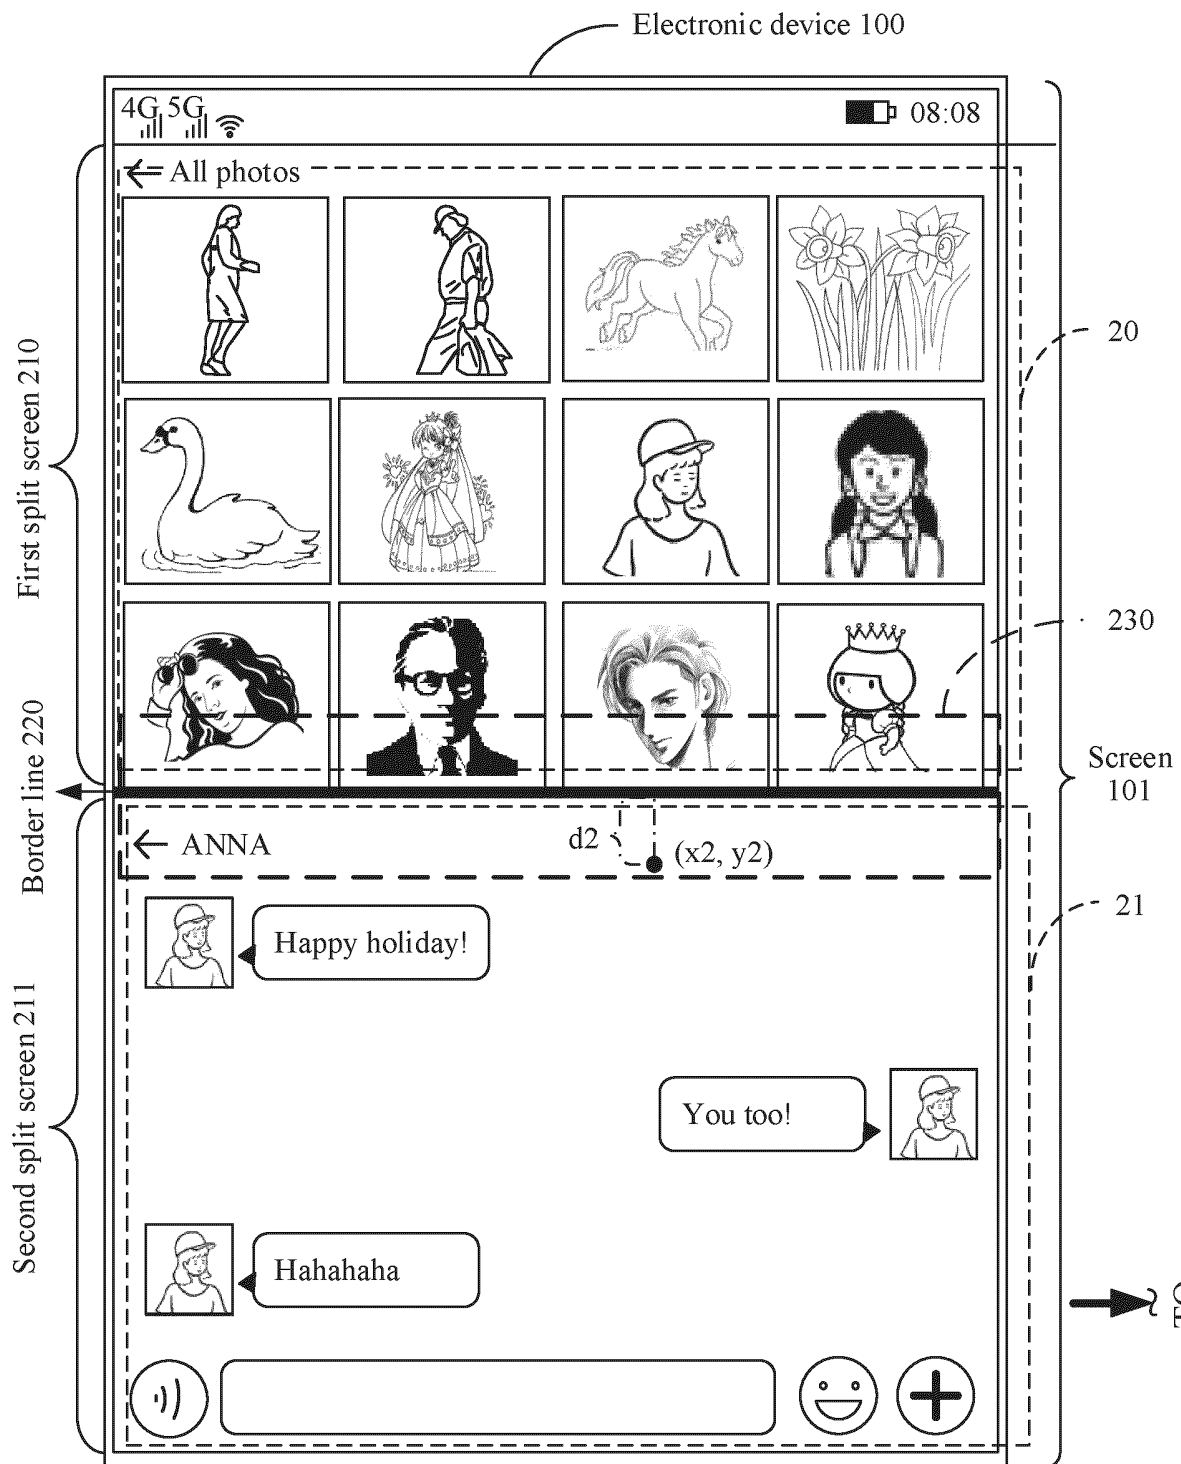 Electronic device 100
4G 5G
08:08
All photos
20
First split screen 210
230
Border line 220
Screen
101
ANNA
d2
(x2, y2)
21
Happy holiday!
Second split screen 211
You too!
Hahahaha